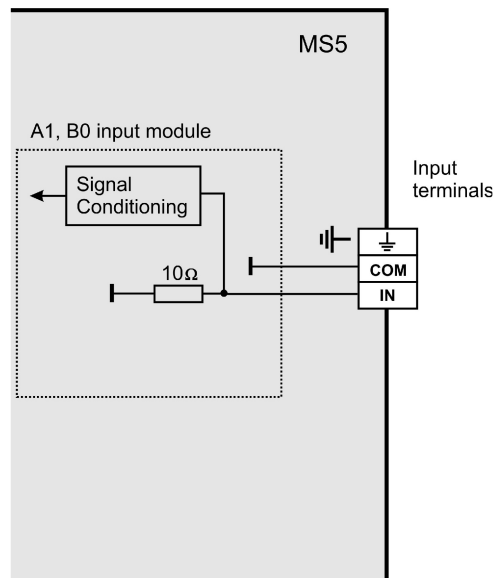 MS5
A1, B0 input module
Signal
Conditioning
Input
terminals
COM
10Ω
IN